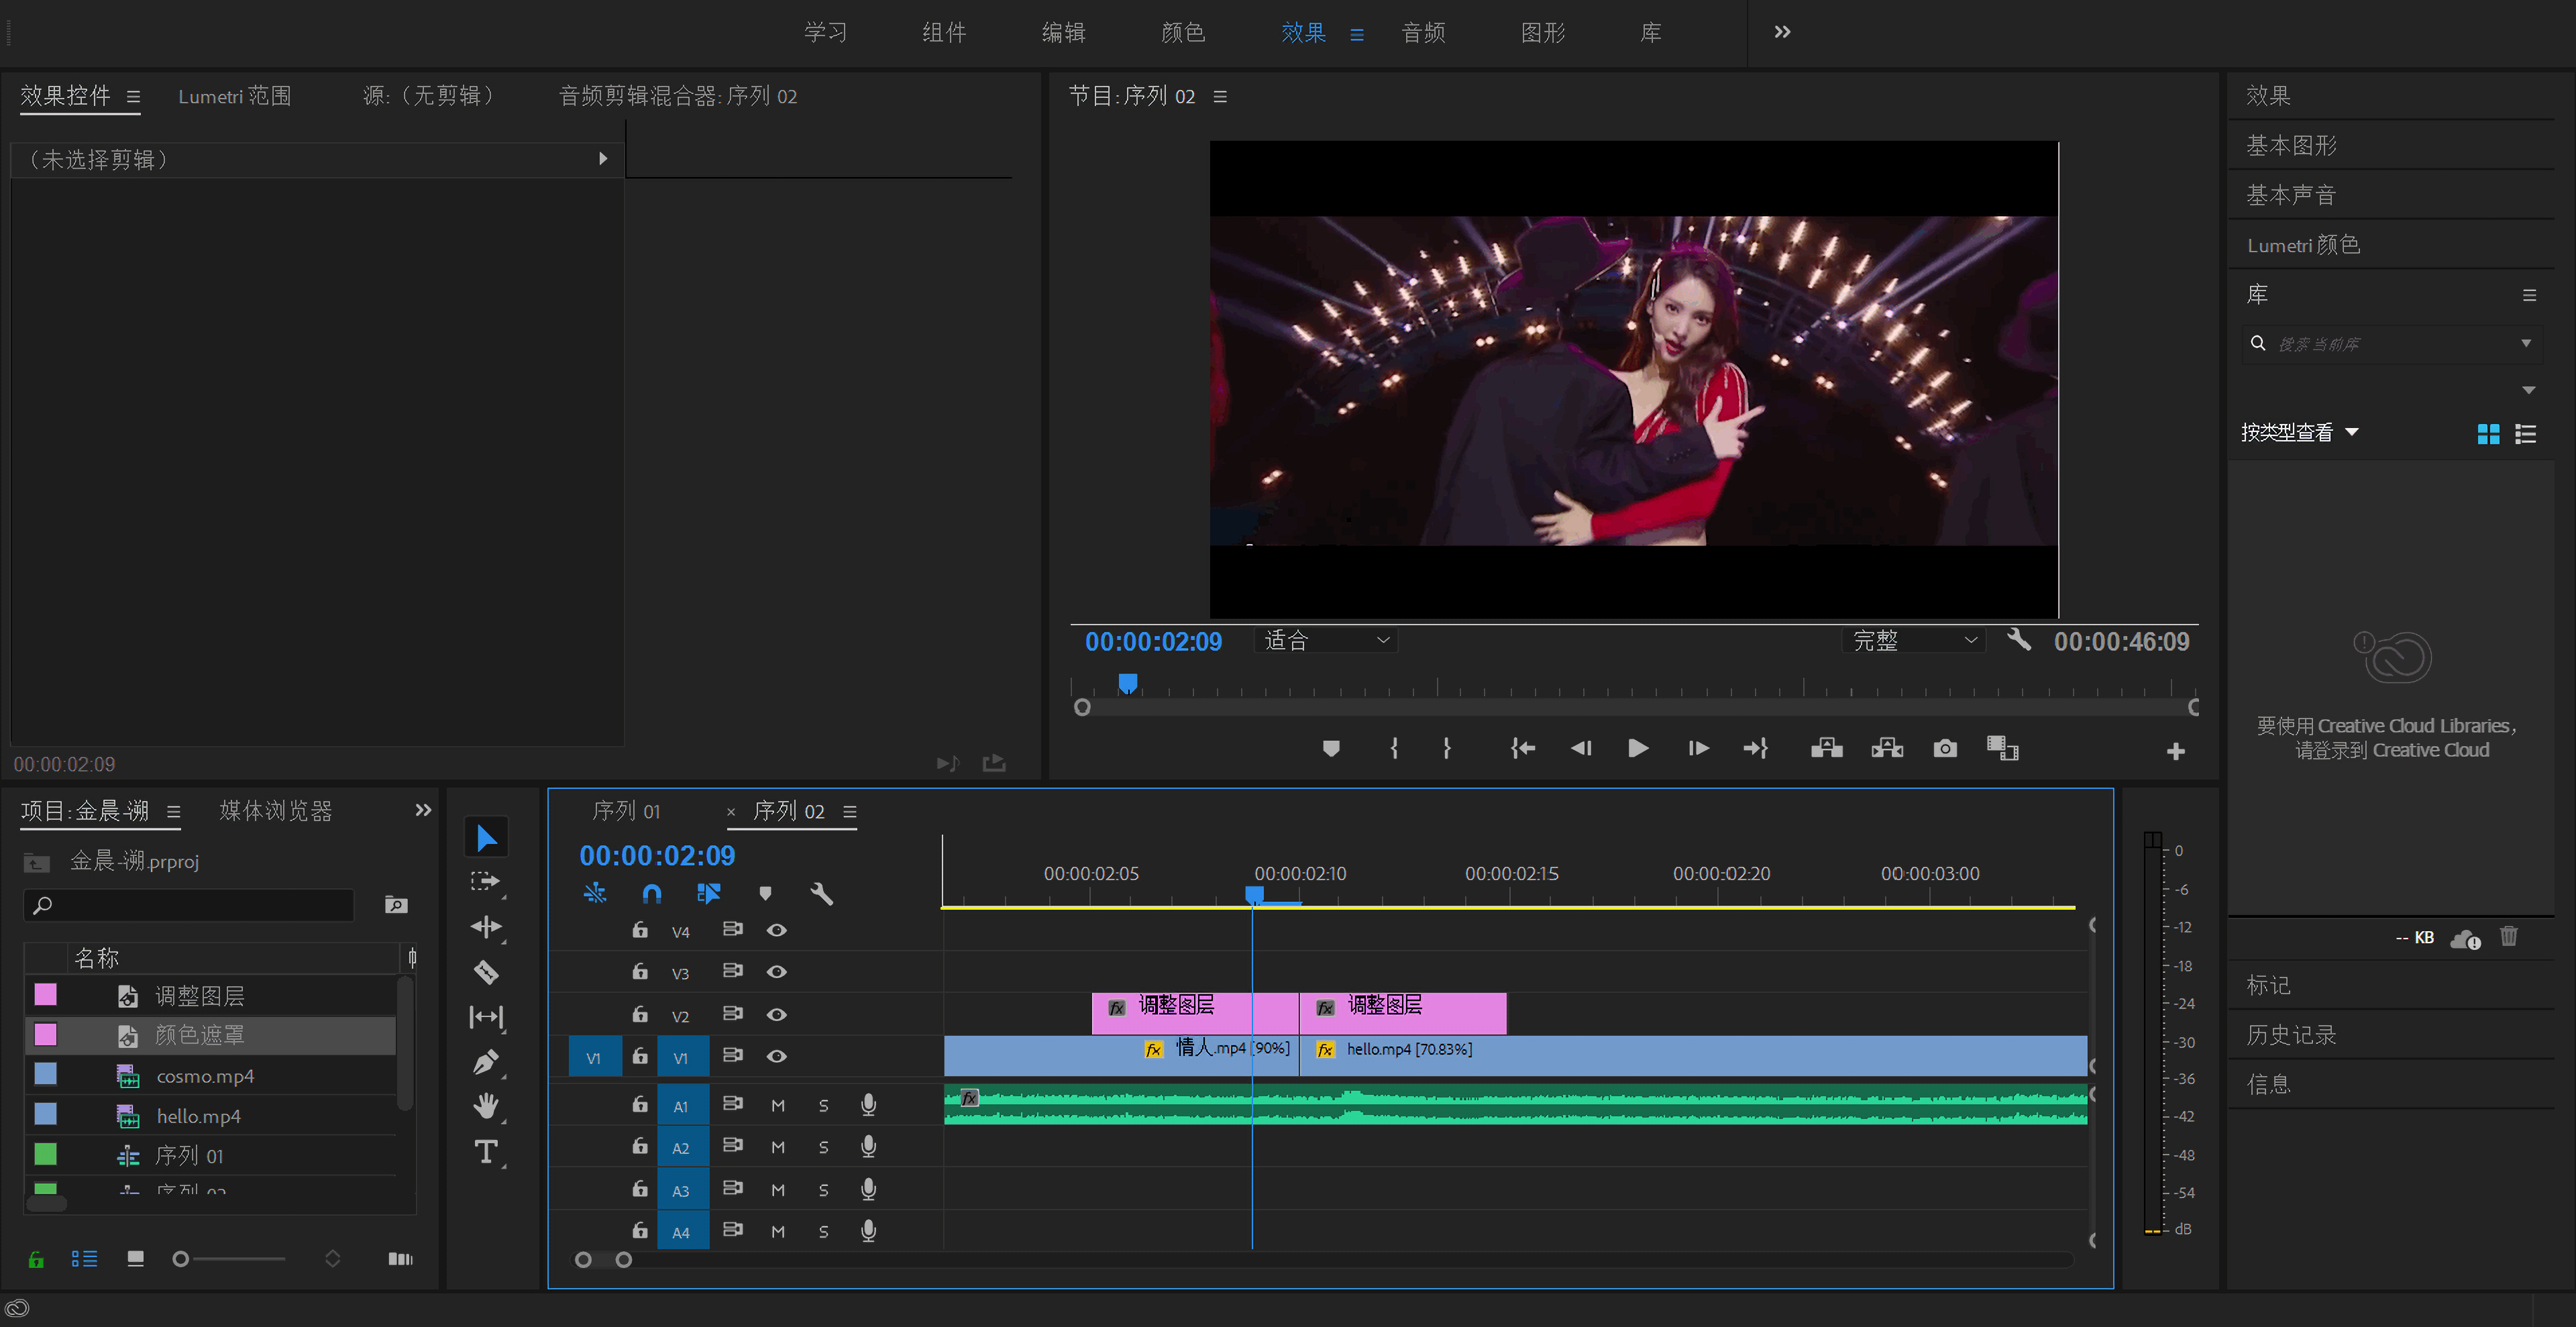 学习 组件 编辑 颜色 效果 音频 图形 库
效果控件 Lumetri 范围 源:（无剪辑） 音频剪辑混合器: 序列 02
（未选择剪辑）
00:00:02:09
节目: 序列 02
00:00:02:09 适合 完整 00:00:46:09
效果
基本图形
基本声音
Lumetri 颜色
库
搜索当前库
按类型查看
要使用 Creative Cloud Libraries，
请登录到 Creative Cloud
-- KB
标记
历史记录
信息
项目: 金晨-溯 媒体浏览器
金晨-溯.prproj
名称
调整图层
颜色遮罩
cosmo.mp4
hello.mp4
序列 01
序列 02
序列 01 × 序列 02
00:00:02:09
00:00:02:05 00:00:02:10 00:00:02:15 00:00:02:20 00:00:03:00
V4
V3
V2 fx 调整图层 fx 调整图层
V1 V1 fx 情人.mp4 [90%] fx hello.mp4 [70.83%]
A1 M S fx
A2 M S
A3 M S
A4 M S
0
-6
-12
-18
-24
-30
-36
-42
-48
-54
dB